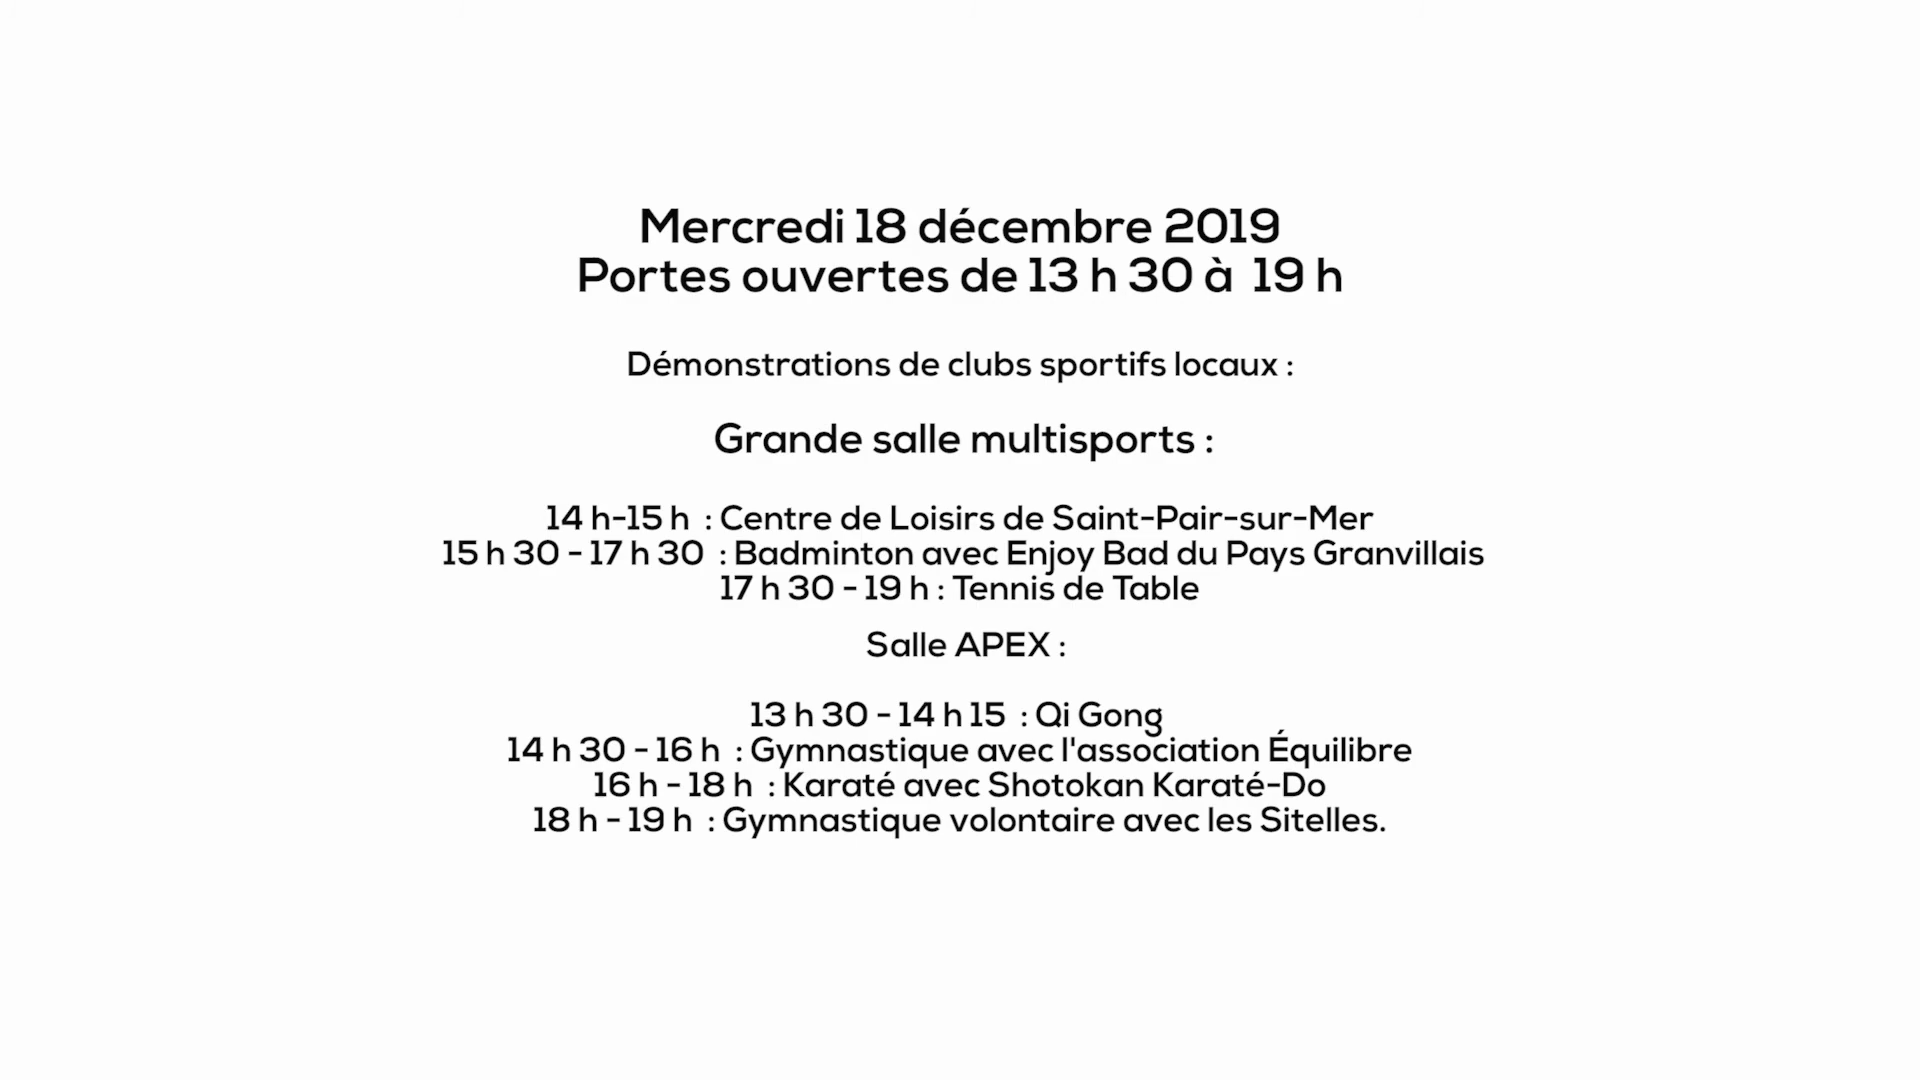 Mercredi 18 décembre 2019
Portes ouvertes de 13 h 30 à 19 h
Démonstrations de clubs sportifs locaux :
Grande salle multisports :
14 h-15 h : Centre de Loisirs de Saint-Pair-sur-Mer
15 h 30 - 17 h 30 : Badminton avec Enjoy Bad du Pays Granvillais
17 h 30 - 19 h : Tennis de Table
Salle APEX :
13 h 30 - 14 h 15 : Qi Gong
14 h 30 - 16 h : Gymnastique avec l'association Équilibre
16 h - 18 h : Karaté avec Shotokan Karaté-Do
18 h - 19 h : Gymnastique volontaire avec les Sitelles.